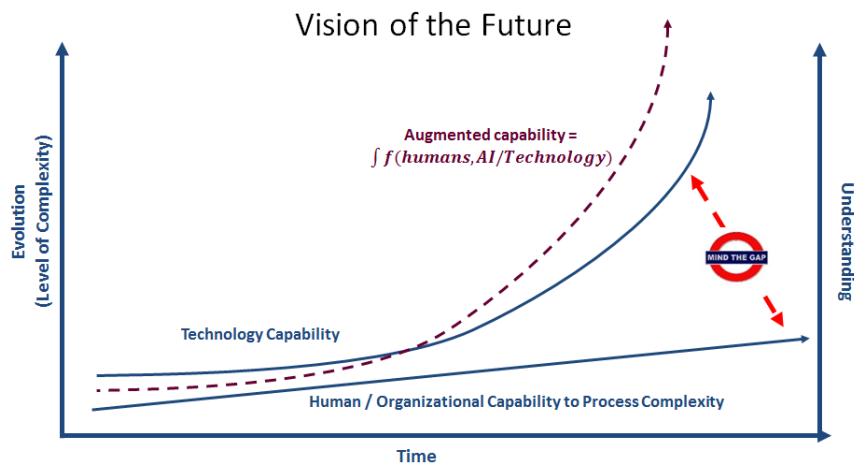 Vision of the Future
Augmented capability =
∫ f(humans, AI/Technology)
Evolution
(Level of Complexity)
Understanding
MIND THE GAP
Technology Capability
Human / Organizational Capability to Process Complexity
Time